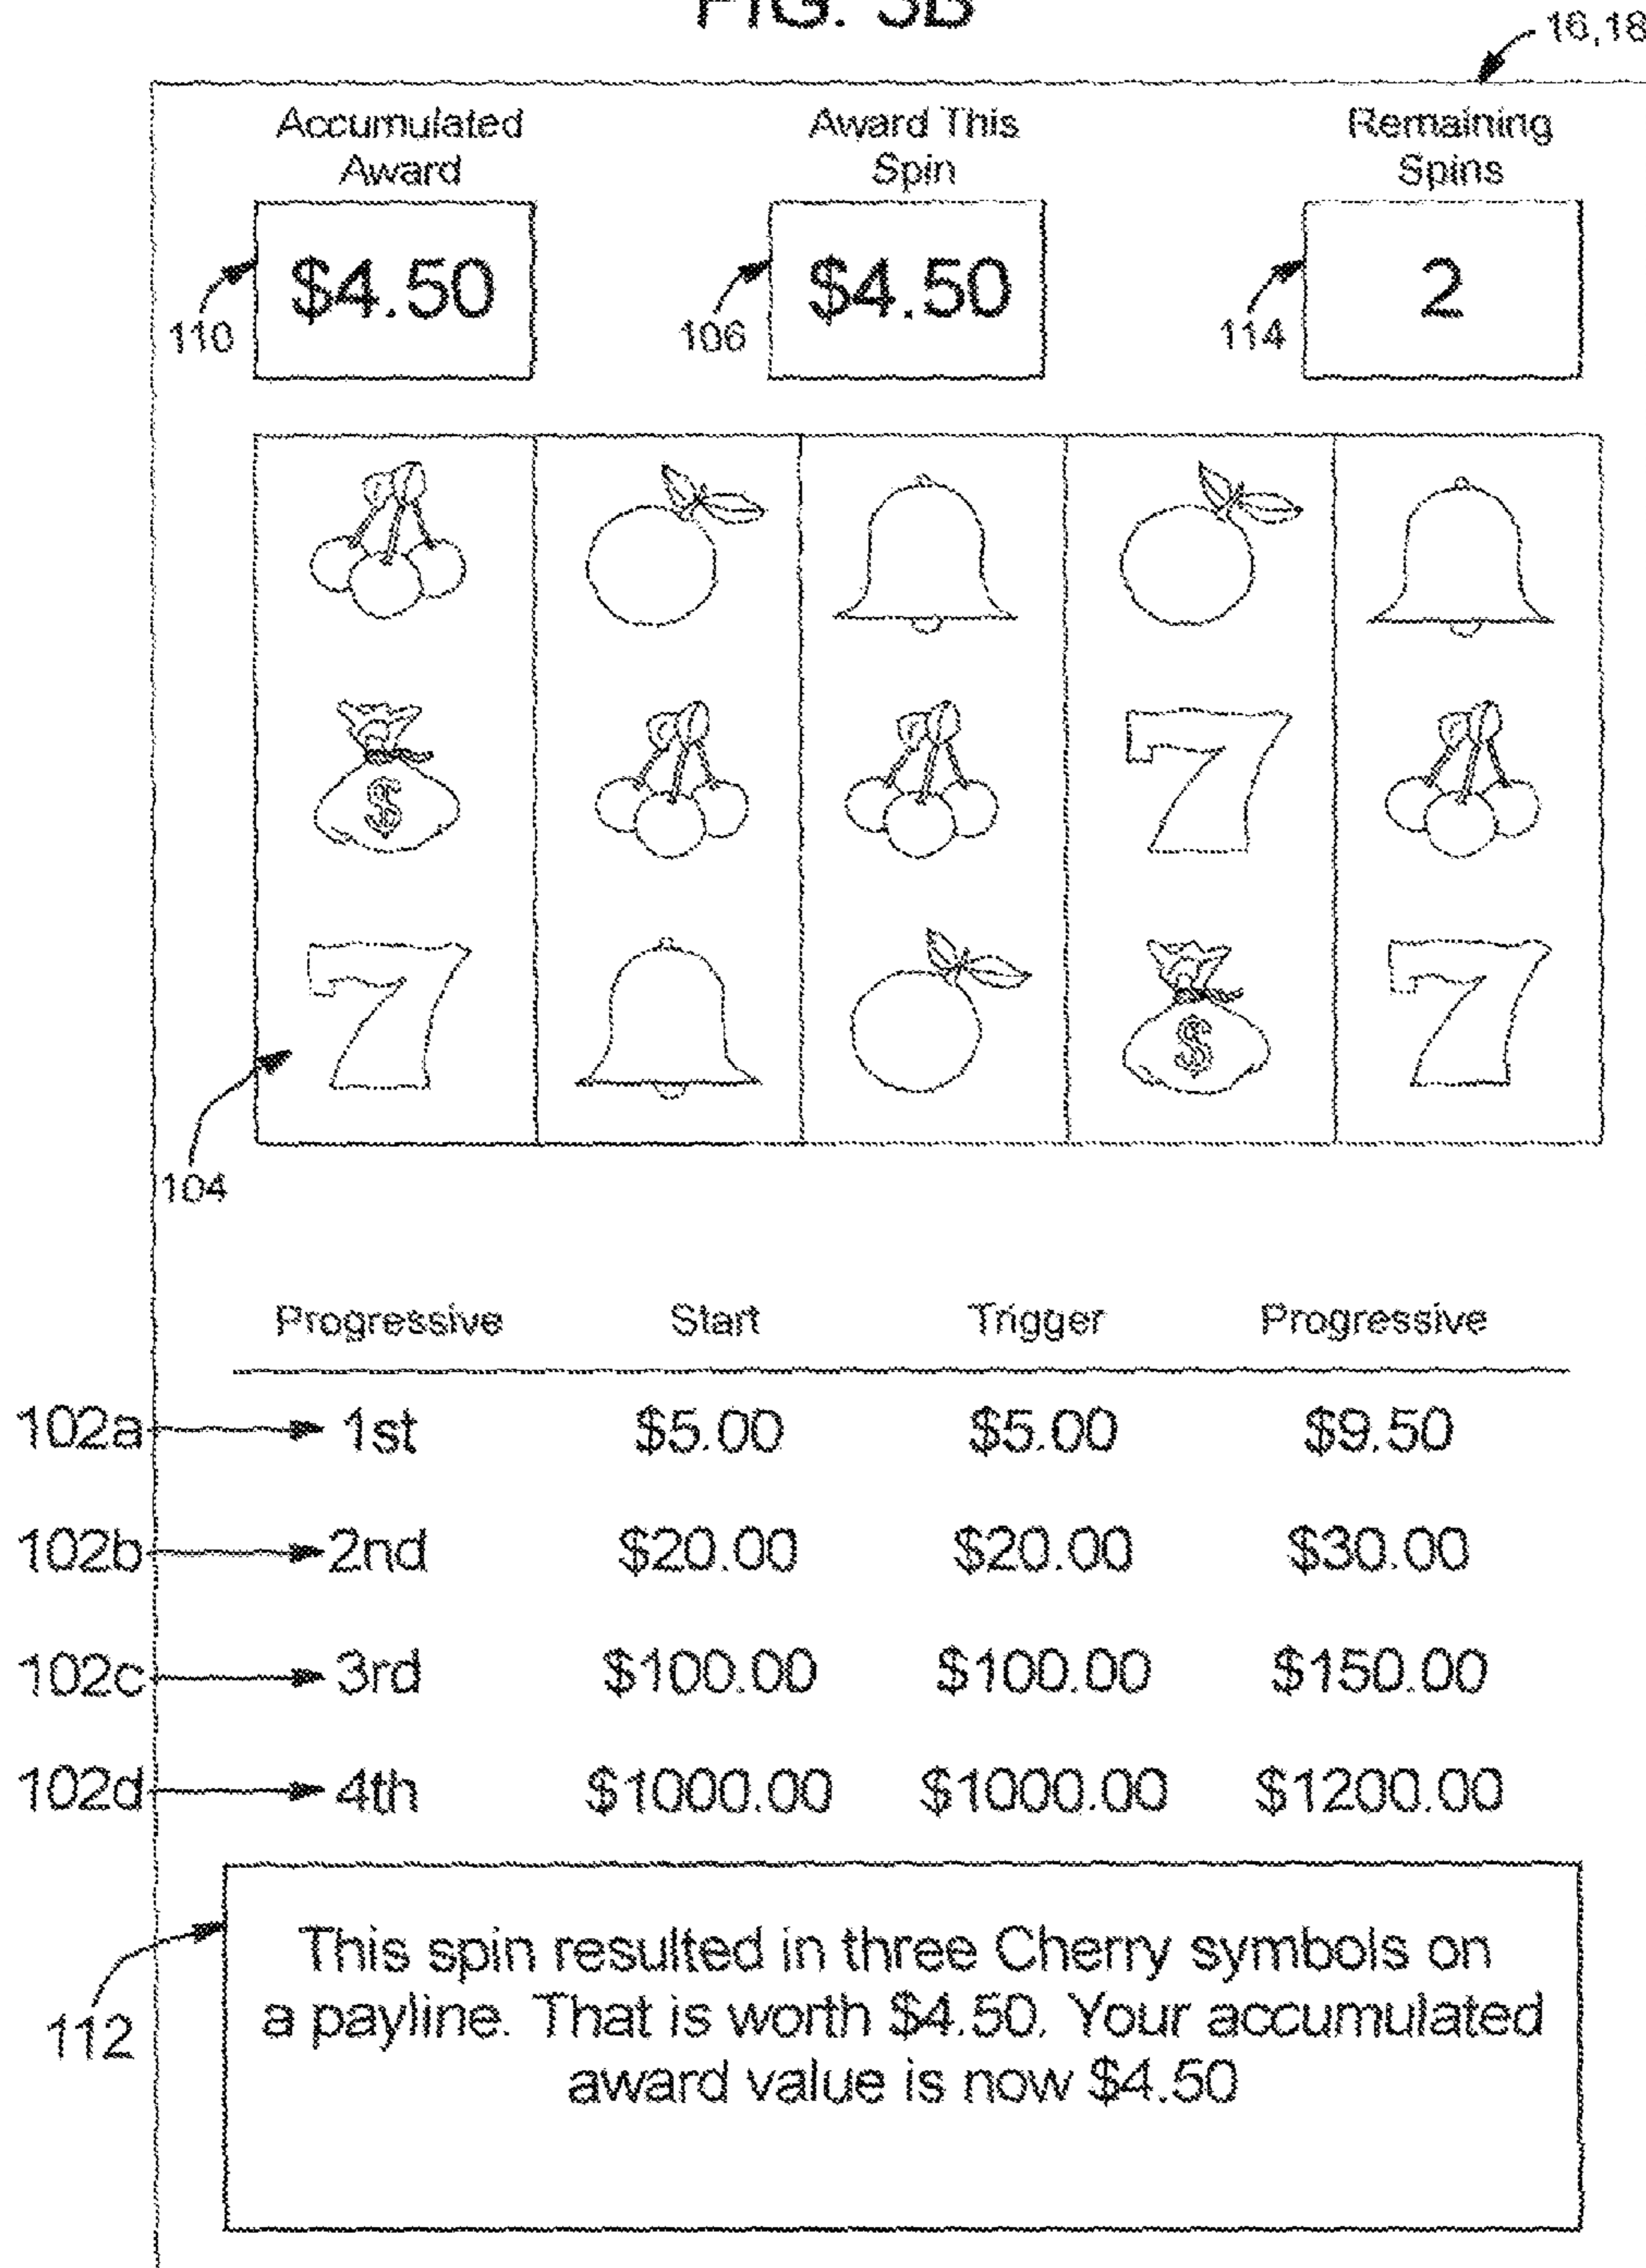 FIG. 3B
16,18
Accumulated Award This Remaining
Award Spin Spins
$4.50 $4.50 2
110 106 114
7
$
7 $ 7
104
Progressive Start Trigger Progressive
102a 1st $5.00 $5.00 $9.50
102b 2nd $20.00 $20.00 $30.00
102c 3rd $100.00 $100.00 $150.00
102d 4th $1000.00 $1000.00 $1200.00
This spin resulted in three Cherry symbols on
a payline. That is worth $4.50. Your accumulated
award value is now $4.50
112